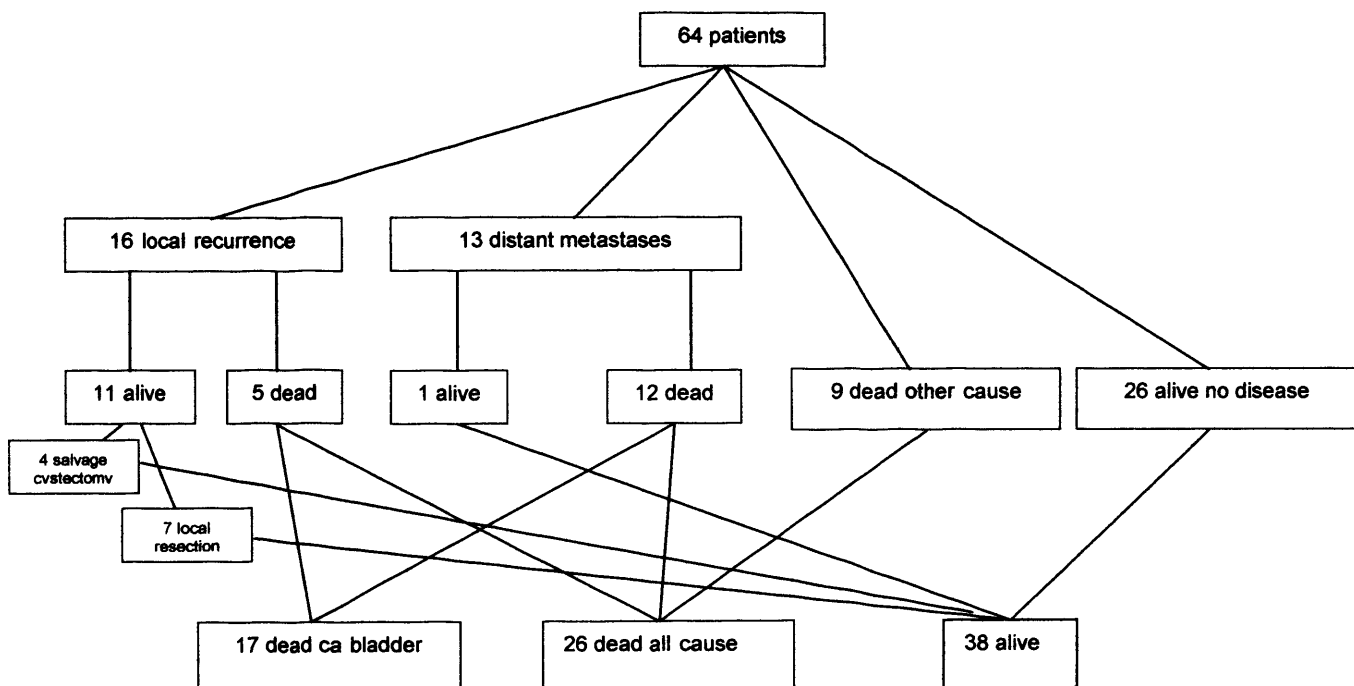 64 patients
16 local recurrence
13 distant metastases
11 alive
5 dead
1 alive
12 dead
9 dead other cause
26 alive no disease
4 salvage
cvstectomv
7 local
resection
17 dead ca bladder
26 dead all cause
38 alive